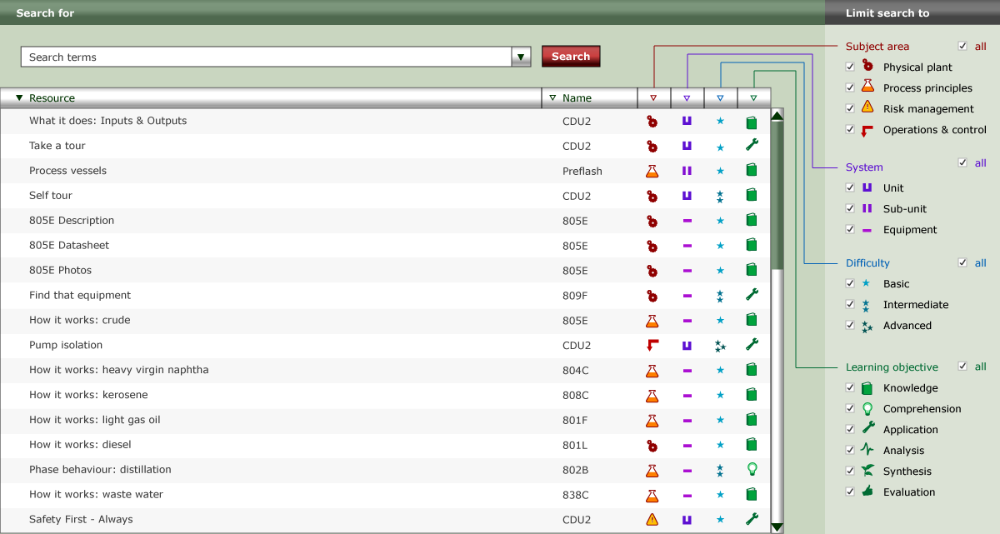 Search for
Search terms
Search
Resource Name
What it does: Inputs & Outputs CDU2
Take a tour CDU2
Process vessels Preflash
Self tour CDU2
805E Description 805E
805E Datasheet 805E
805E Photos 805E
Find that equipment 809F
How it works: crude 805E
Pump isolation CDU2
How it works: heavy virgin naphtha 804C
How it works: kerosene 808C
How it works: light gas oil 801F
How it works: diesel 801L
Phase behaviour: distillation 802B
How it works: waste water 838C
Safety First - Always CDU2
Limit search to
Subject area all
Physical plant
Process principles
Risk management
Operations & control
System all
Unit
Sub-unit
Equipment
Difficulty all
Basic
Intermediate
Advanced
Learning objective all
Knowledge
Comprehension
Application
Analysis
Synthesis
Evaluation